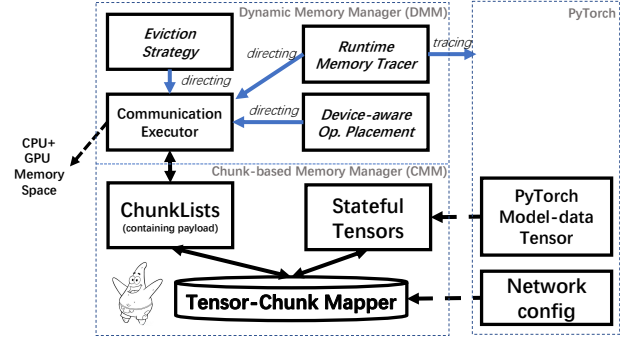 Dynamic Memory Manager (DMM)
PyTorch
Eviction
Strategy
directing
Runtime
Memory Tracer
tracing
directing
Communication
Executor
directing
Device-aware
Op. Placement
CPU+
GPU
Memory
Space
Chunk-based Memory Manager (CMM)
ChunkLists
(containing payload)
Stateful
Tensors
PyTorch
Model-data
Tensor
Tensor-Chunk Mapper
Network
config